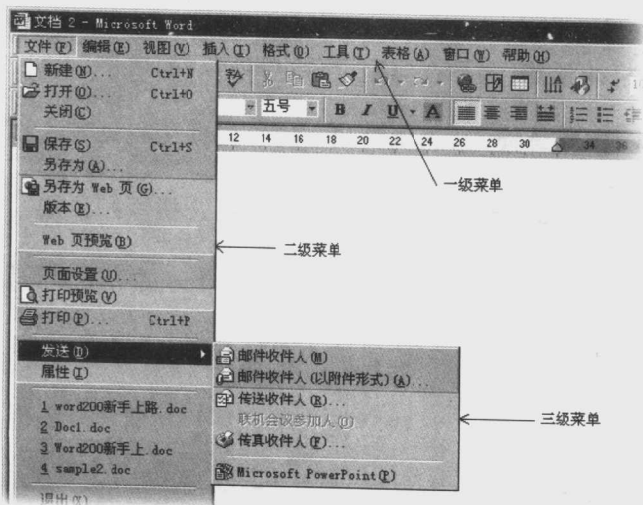 文档 2 - Microsoft Word
文件(F) 编辑(E) 视图(V) 插入(I) 格式(O) 工具(T) 表格(A) 窗口(W) 帮助(H)
新建(N)... Ctrl+N
打开(O)... Ctrl+O
关闭(C)
五号 B I U A
保存(S) Ctrl+S
12 14 16 18 20 22 24 26 28 30 34 36
另存为(A)...
另存为 Web 页(G)...
一级菜单
版本(E)...
Web 页预览(B)
二级菜单
页面设置(U)...
打印预览(V)
打印(P)... Ctrl+P
发送(D)
邮件收件人(M)
属性(I)
邮件收件人(以附件形式)(A)...
传送收件人(R)...
1 word200新手上路.doc
联机会议参加人(O)
三级菜单
2 Doc1.doc
3 Word200新手上.doc
传真收件人(F)...
4 sample2.doc
Microsoft PowerPoint(P)
退出(X)